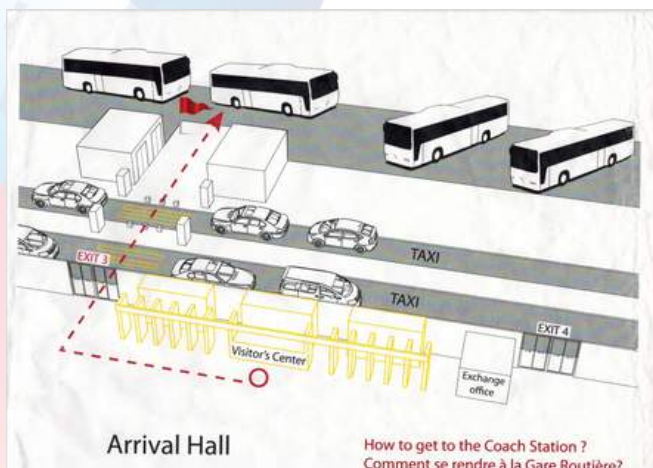 EXIT 3
TAXI
TAXI
EXIT 4
Visitor's Center
Exchange
office
Arrival Hall
How to get to the Coach Station ?
Comment se rendre à la Gare Routière?